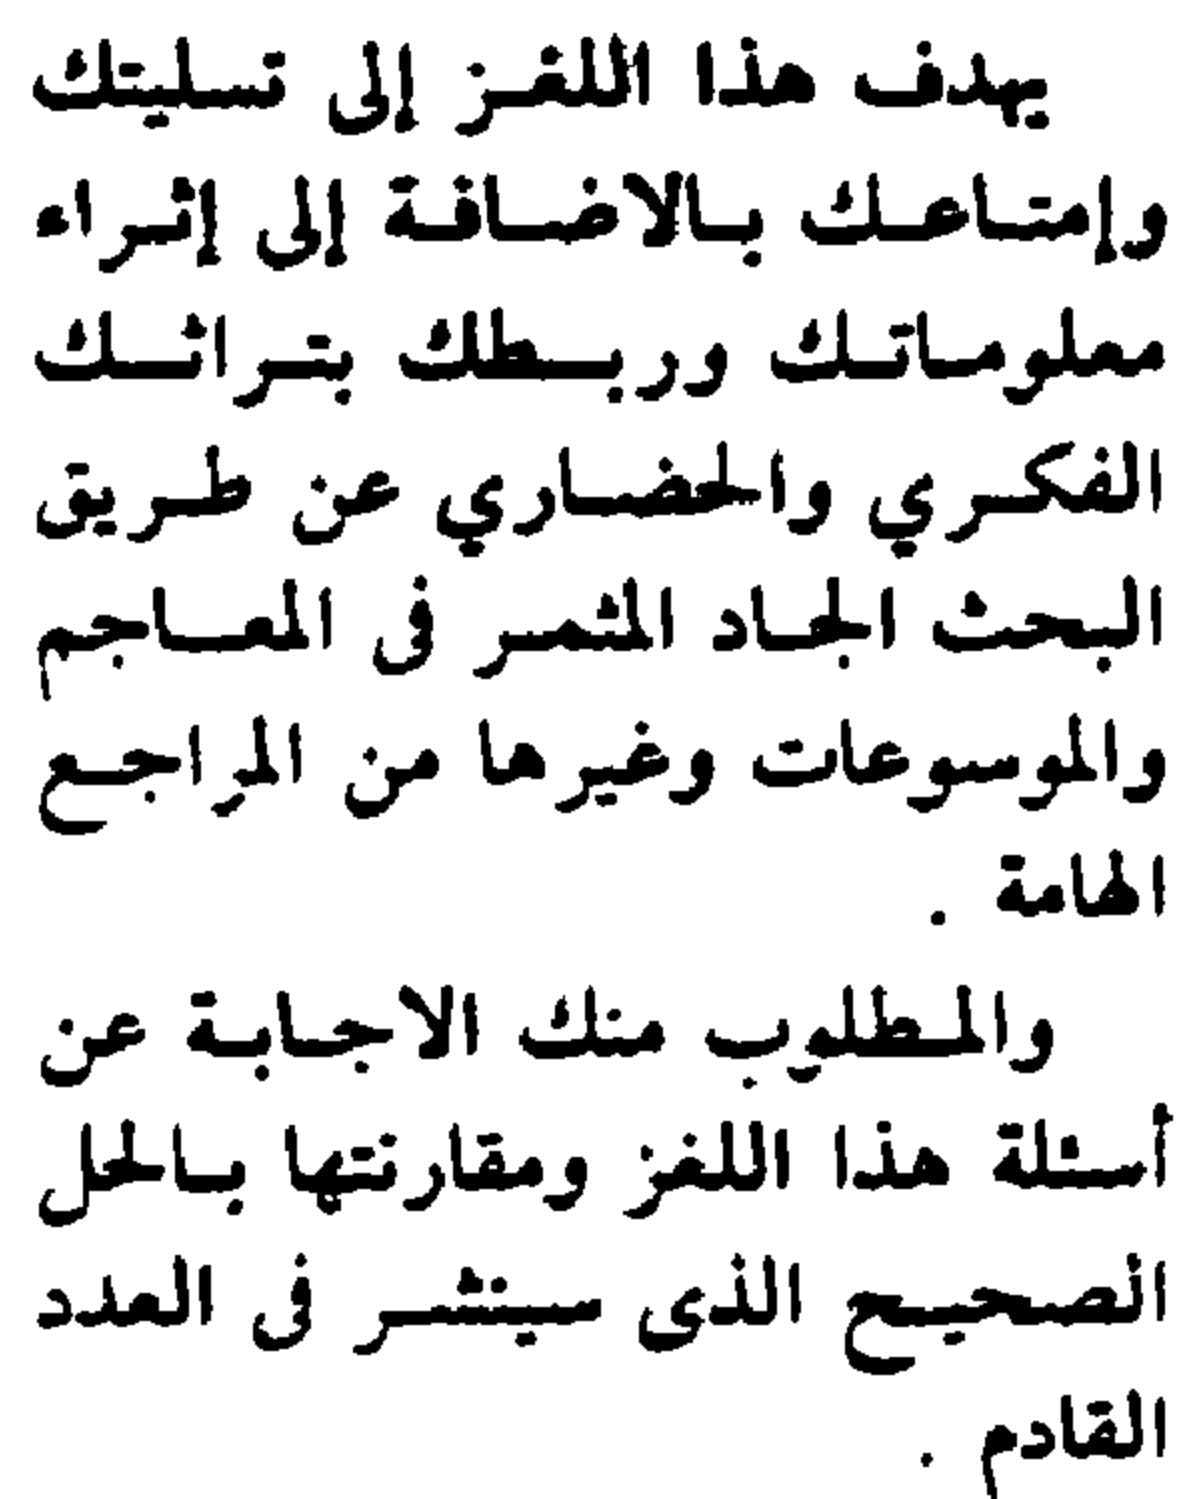 يهدف هذا اللغز إلى تسليتك
وإمتاعك بالاضافة إلى إثراء
معلوماتك وربطك بتراثك
الفكري والحضاري عن طريق
البحث الجاد المثمر فى المعاجم
والموسوعات وغيرها من المراجع
الهامة .
والمطلوب منك الاجابة عن
أسئلة هذا اللغز ومقارنتها بالحل
الصحيح الذى سينشر فى العدد
القادم .